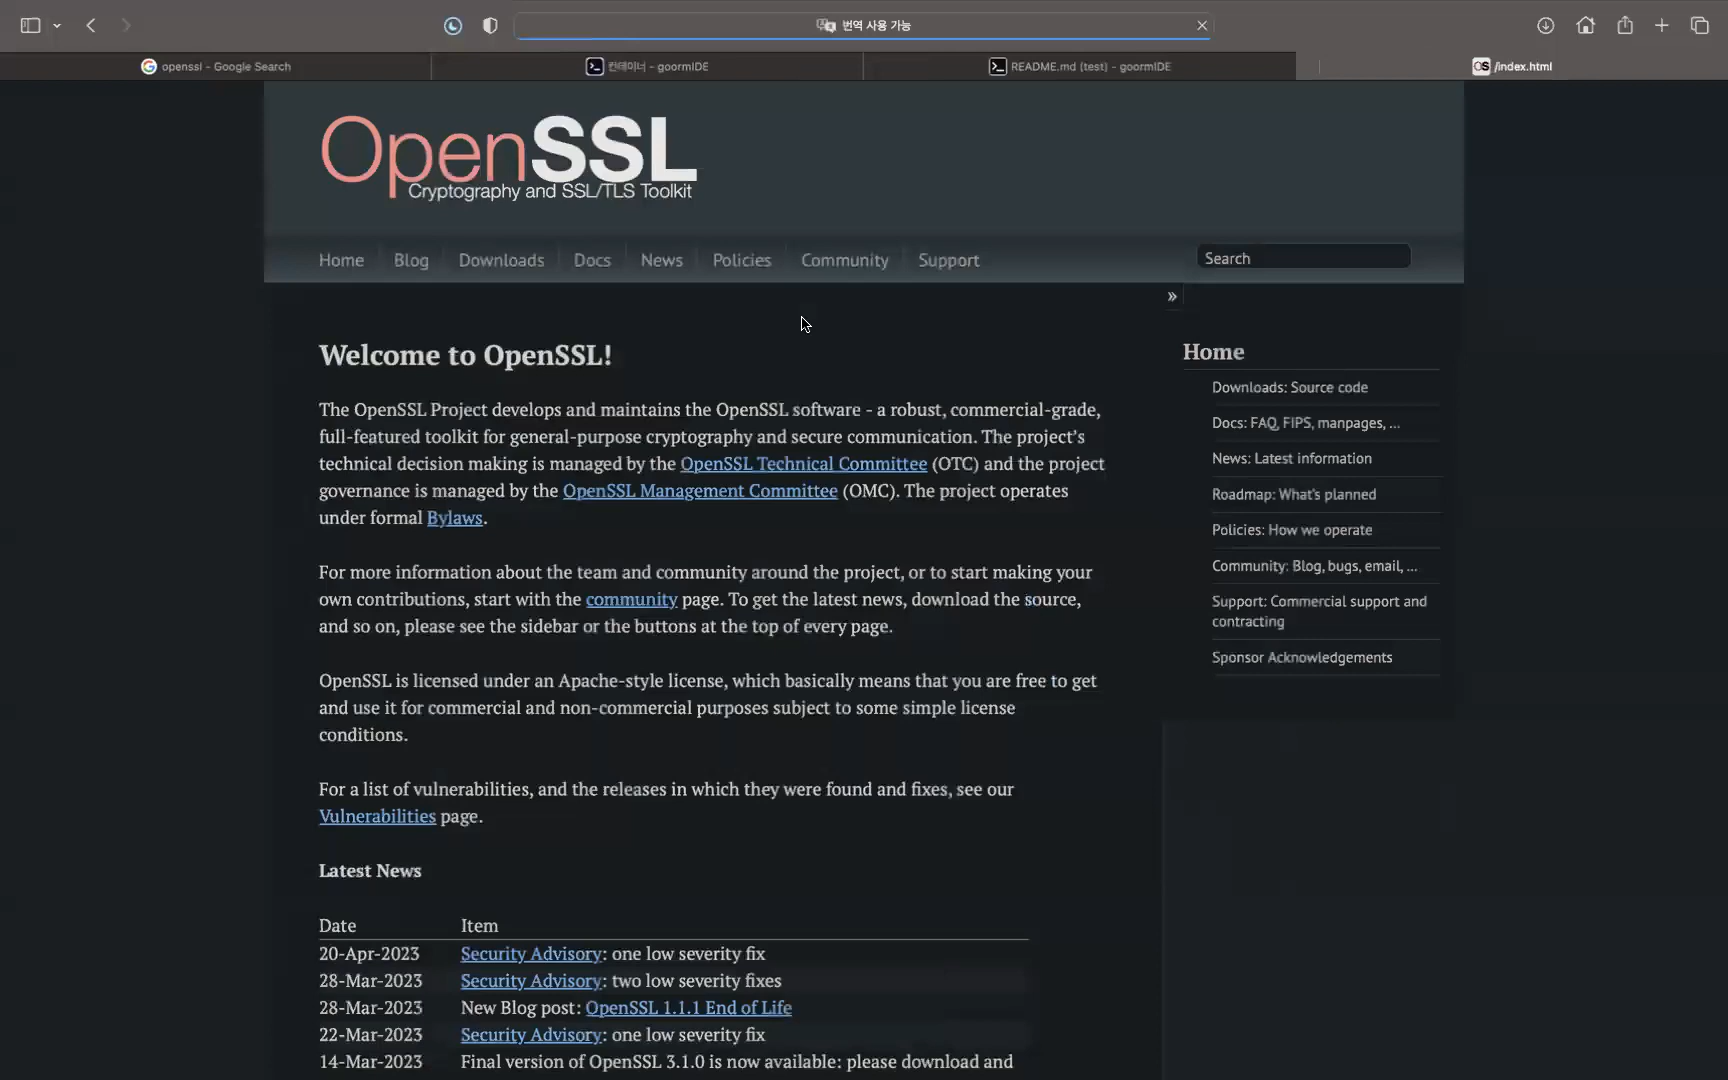 번역 사용 가능
openssl - Google Search
컨테이너 - goormIDE
README.md (test) - goormIDE
OS /index.html
OpenSSL
Cryptography and SSL/TLS Toolkit
Home Blog Downloads Docs News Policies Community Support
Search
»
Welcome to OpenSSL!
The OpenSSL Project develops and maintains the OpenSSL software - a robust, commercial-grade,
full-featured toolkit for general-purpose cryptography and secure communication. The project's
technical decision making is managed by the OpenSSL Technical Committee (OTC) and the project
governance is managed by the OpenSSL Management Committee (OMC). The project operates
under formal Bylaws.
For more information about the team and community around the project, or to start making your
own contributions, start with the community page. To get the latest news, download the source,
and so on, please see the sidebar or the buttons at the top of every page.
OpenSSL is licensed under an Apache-style license, which basically means that you are free to get
and use it for commercial and non-commercial purposes subject to some simple license
conditions.
For a list of vulnerabilities, and the releases in which they were found and fixes, see our
Vulnerabilities page.
Latest News
Date Item
20-Apr-2023 Security Advisory: one low severity fix
28-Mar-2023 Security Advisory: two low severity fixes
28-Mar-2023 New Blog post: OpenSSL 1.1.1 End of Life
22-Mar-2023 Security Advisory: one low severity fix
14-Mar-2023 Final version of OpenSSL 3.1.0 is now available: please download and
Home
Downloads: Source code
Docs: FAQ, FIPS, manpages, ...
News: Latest information
Roadmap: What's planned
Policies: How we operate
Community: Blog, bugs, email, ...
Support: Commercial support and
contracting
Sponsor Acknowledgements